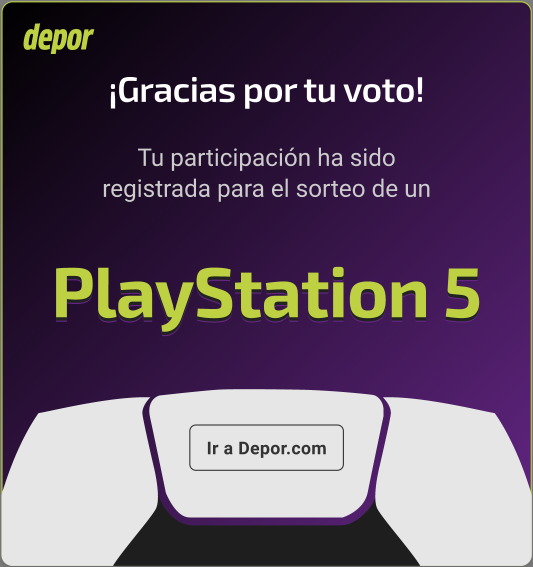 depor
¡Gracias por tu voto!
Tu participación ha sido
registrada para el sorteo de un
PlayStation 5
Ir a Depor.com